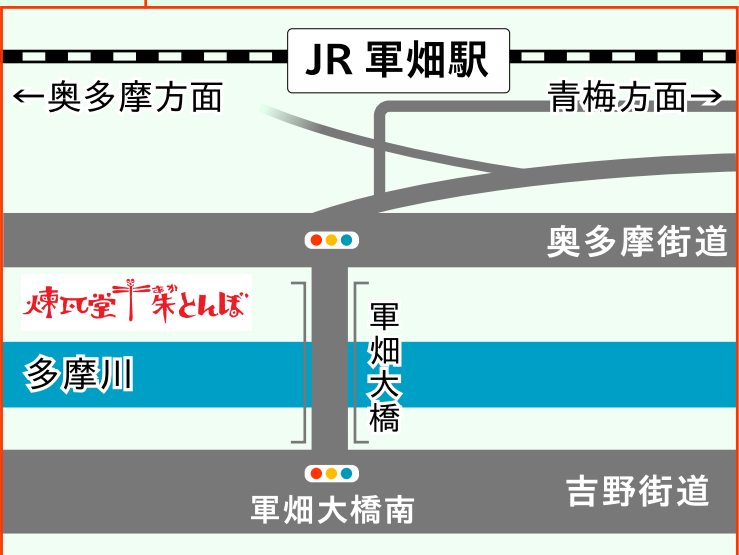 JR 軍畑駅
←奥多摩方面
青梅方面→
奥多摩街道
煉瓦堂 朱とんぼ
まか
軍畑大橋
多摩川
吉野街道
軍畑大橋南